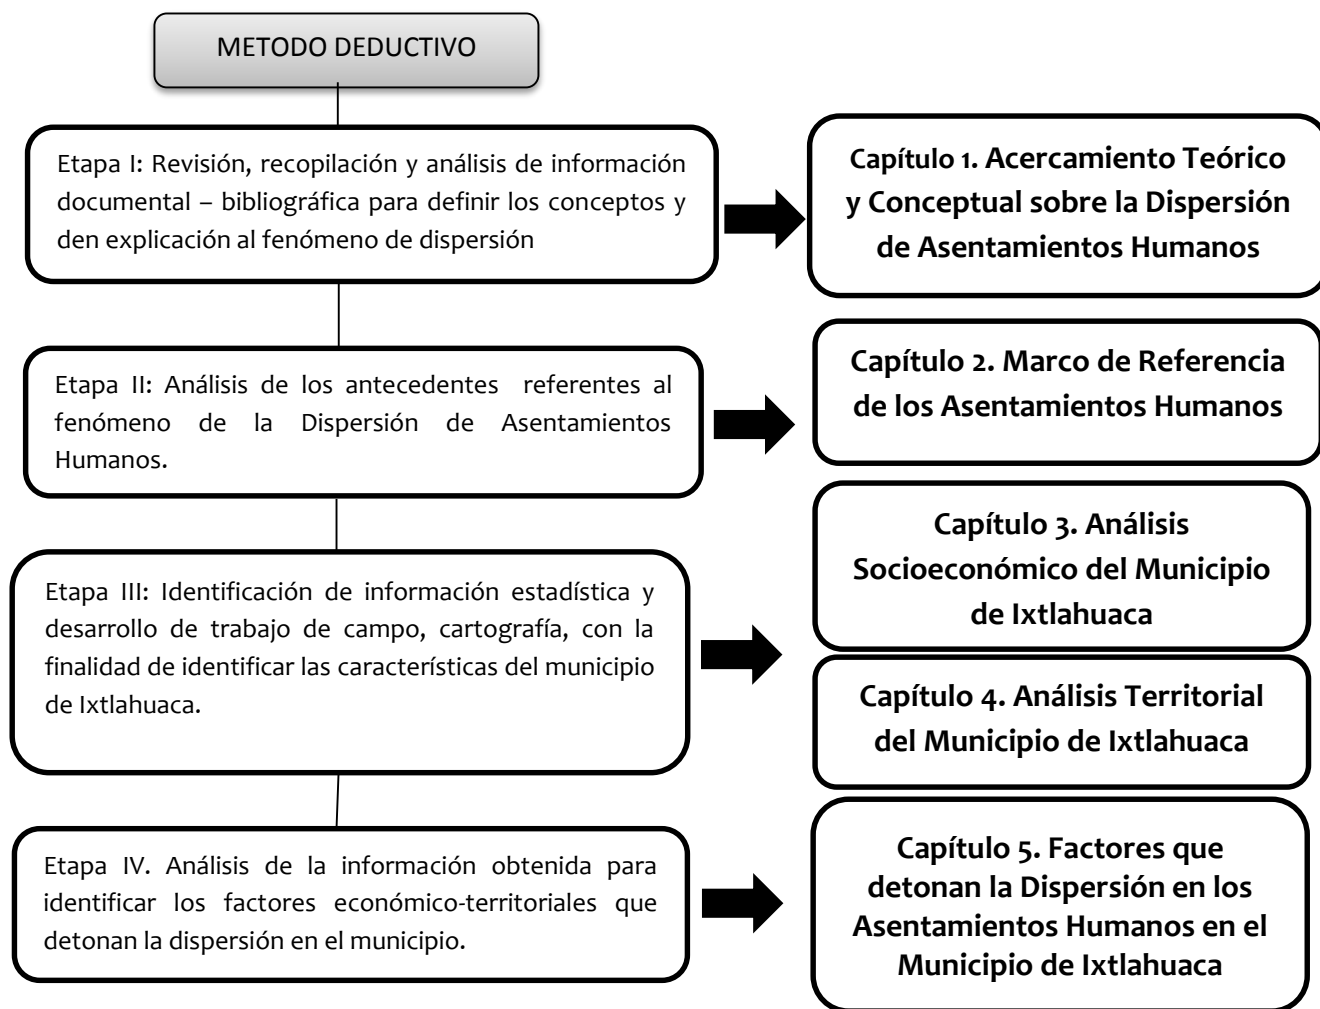 METODO DEDUCTIVO
Etapa I: Revisión, recopilación y análisis de información
documental – bibliográfica para definir los conceptos y
den explicación al fenómeno de dispersión
Capítulo 1. Acercamiento Teórico
y Conceptual sobre la Dispersión
de Asentamientos Humanos
Etapa II: Análisis de los antecedentes referentes al
fenómeno de la Dispersión de Asentamientos
Humanos.
Capítulo 2. Marco de Referencia
de los Asentamientos Humanos
Etapa III: Identificación de información estadística y
desarrollo de trabajo de campo, cartografía, con la
finalidad de identificar las características del municipio
de Ixtlahuaca.
Capítulo 3. Análisis
Socioeconómico del Municipio
de Ixtlahuaca
Capítulo 4. Análisis Territorial
del Municipio de Ixtlahuaca
Etapa IV. Análisis de la información obtenida para
identificar los factores económico-territoriales que
detonan la dispersión en el municipio.
Capítulo 5. Factores que
detonan la Dispersión en los
Asentamientos Humanos en el
Municipio de Ixtlahuaca